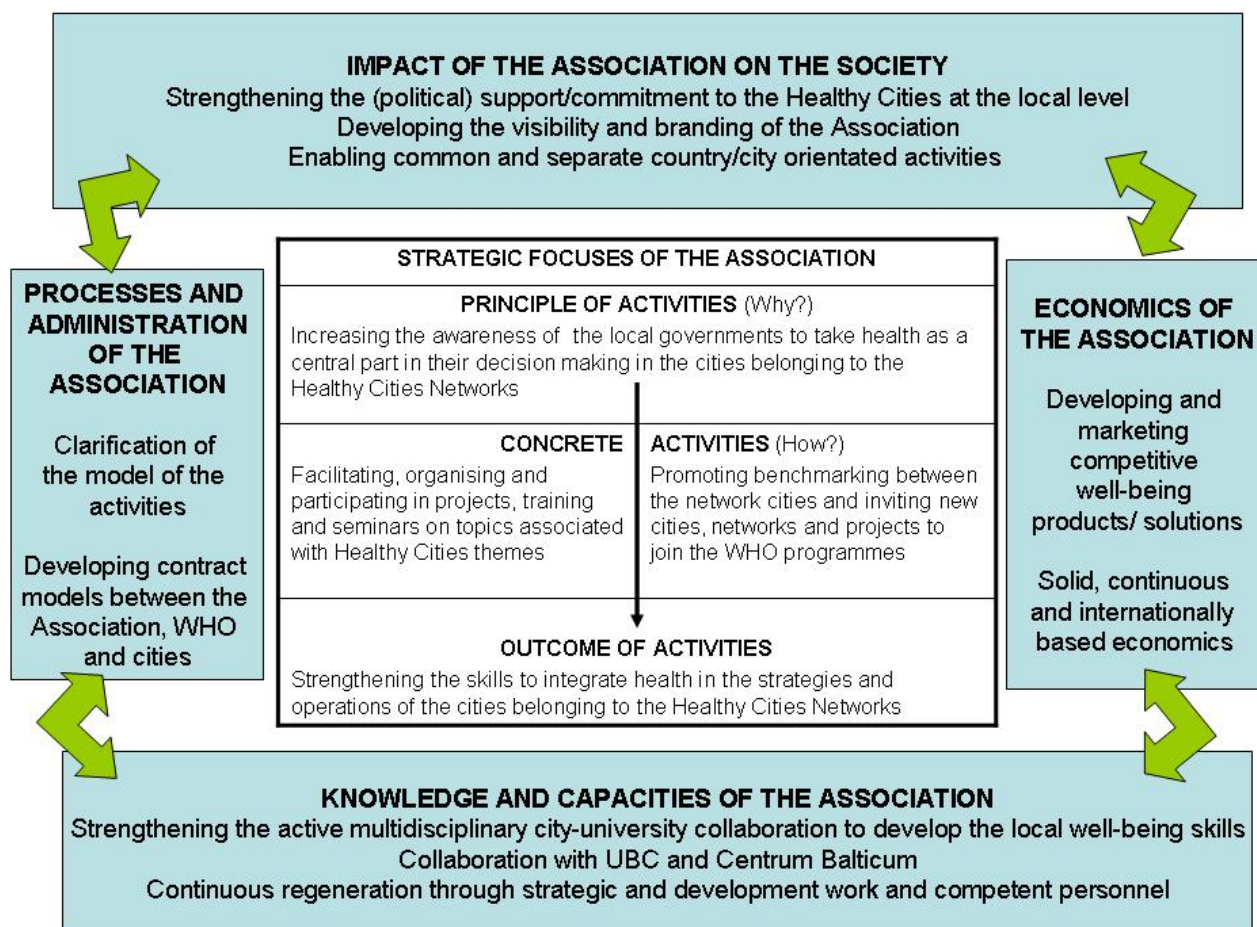 IMPACT OF THE ASSOCIATION ON THE SOCIETY
Strengthening the (political) support/commitment to the Healthy Cities at the local level
Developing the visibility and branding of the Association
Enabling common and separate country/city orientated activities
PROCESSES AND
ADMINISTRATION
OF THE
ASSOCIATION
Clarification of
the model of the
activities
Developing contract
models between the
Association, WHO
and cities
STRATEGIC FOCUSES OF THE ASSOCIATION
PRINCIPLE OF ACTIVITIES (Why?)
Increasing the awareness of the local governments to take health as a
central part in their decision making in the cities belonging to the
Healthy Cities Networks
CONCRETE ACTIVITIES (How?)
Facilitating, organising and
participating in projects, training
and seminars on topics associated
with Healthy Cities themes
Promoting benchmarking between
the network cities and inviting new
cities, networks and projects to
join the WHO programmes
OUTCOME OF ACTIVITIES
Strengthening the skills to integrate health in the strategies and
operations of the cities belonging to the Healthy Cities Networks
ECONOMICS OF
THE ASSOCIATION
Developing and
marketing
competitive
well-being
products/ solutions
Solid, continuous
and internationally
based economics
KNOWLEDGE AND CAPACITIES OF THE ASSOCIATION
Strengthening the active multidisciplinary city-university collaboration to develop the local well-being skills
Collaboration with UBC and Centrum Balticum
Continuous regeneration through strategic and development work and competent personnel